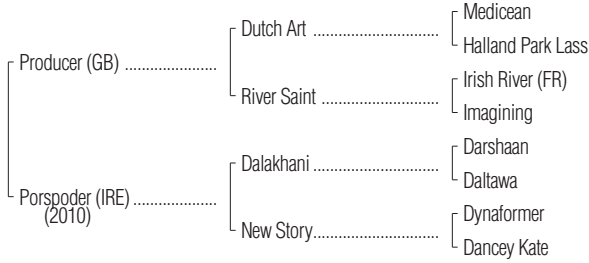 Medicean
Dutch Art ................................
Halland Park Lass
Producer (GB) .......................
Irish River (FR)
River Saint ..............................
Imagining
Darshaan
Dalakhani ...............................
Daltawa
Porspoder (IRE) .....................
(2010)
Dynaformer
New Story................................
Dancey Kate